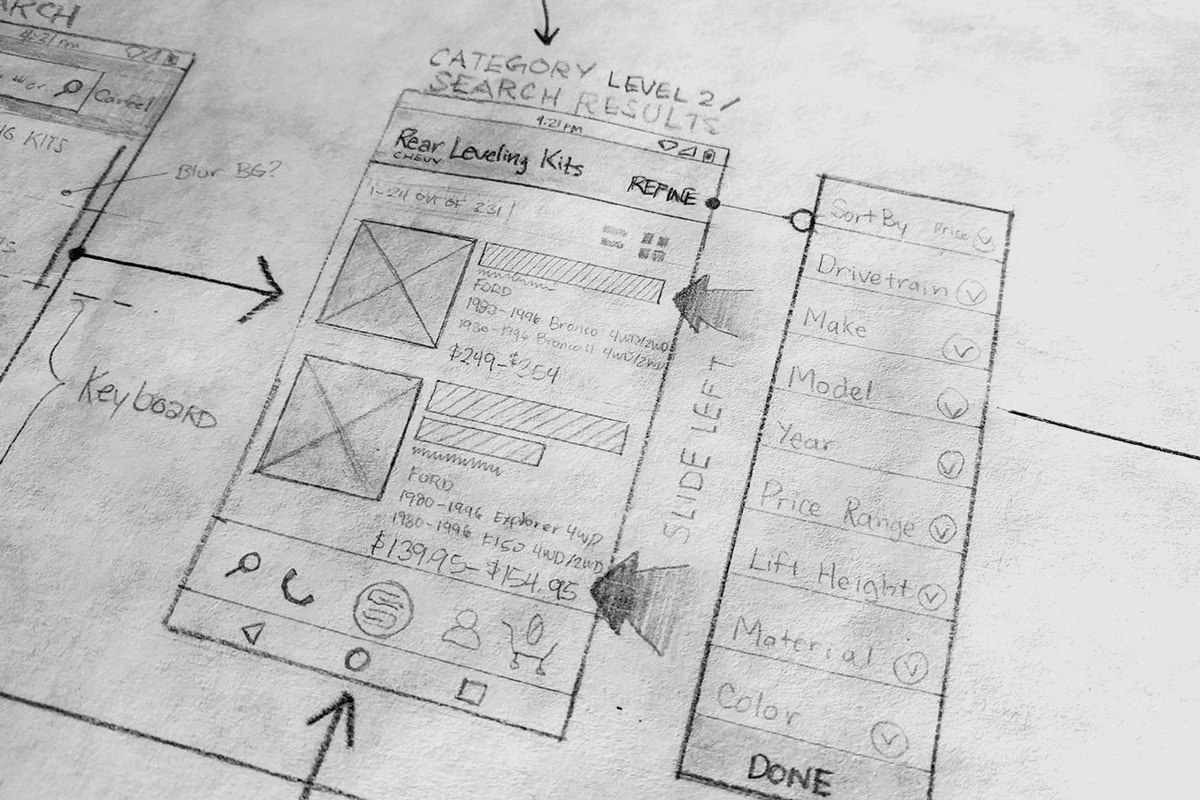 4:21 PM
Cancel
KITS
Blur BG?
KeyboARD
CATEGORY LEVEL 2 /
SEARCH RESULTS
4:21 PM
Rear Leveling Kits
CHEVY
REFINE
1-24 OUT OF 231
FORD
1980-1996 Bronco 4WD/2WD
1980-1996 Bronco II 4WD/2WD
$249-$254
FORD
1980-1996 Explorer 4WD
1980-1996 F150 4WD/2WD
$139.95-$154.95
SLIDE LEFT
Sort By Price
Drivetrain
Make
Model
Year
Price Range
Lift Height
Material
Color
DONE